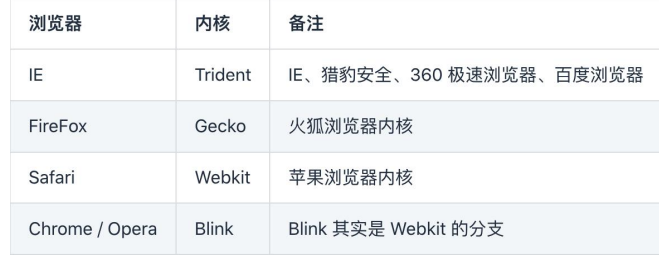 浏览器 内核 备注
IE Trident IE、猎豹安全、360 极速浏览器、百度浏览器
FireFox Gecko 火狐浏览器内核
Safari Webkit 苹果浏览器内核
Chrome / Opera Blink Blink 其实是 Webkit 的分支